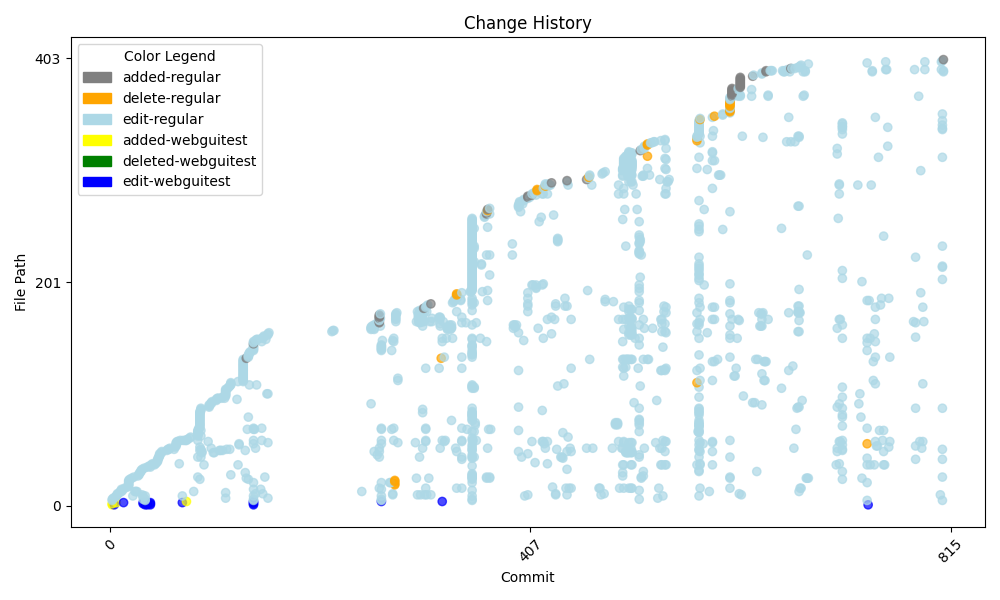 Change History
403
201
0
File Path
Color Legend
added-regular
delete-regular
edit-regular
added-webguitest
deleted-webguitest
edit-webguitest
0
407
815
Commit